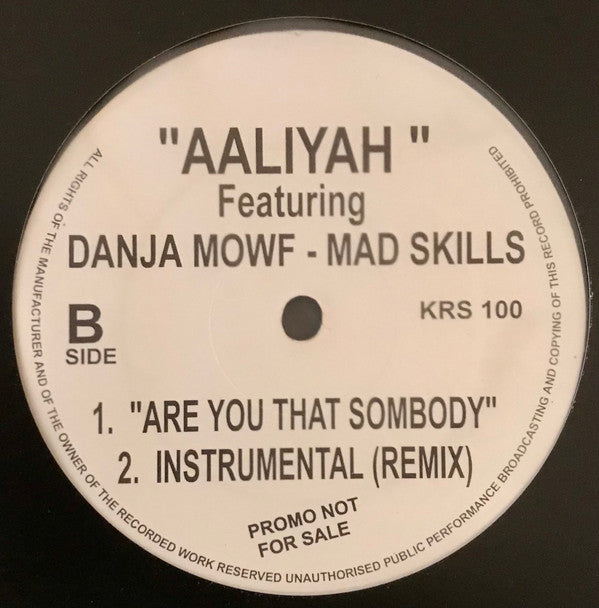 "AALIYAH "
Featuring
DANJA MOWF - MAD SKILLS
B
SIDE
KRS 100
1. "ARE YOU THAT SOMBODY"
2. INSTRUMENTAL (REMIX)
PROMO NOT
FOR SALE
ALL RIGHTS OF THE MANUFACTURER AND OF THE OWNER OF THE RECORDED WORK RESERVED UNAUTHORISED PUBLIC PERFORMANCE BROADCASTING AND COPYING OF THIS RECORD PROHIBITED